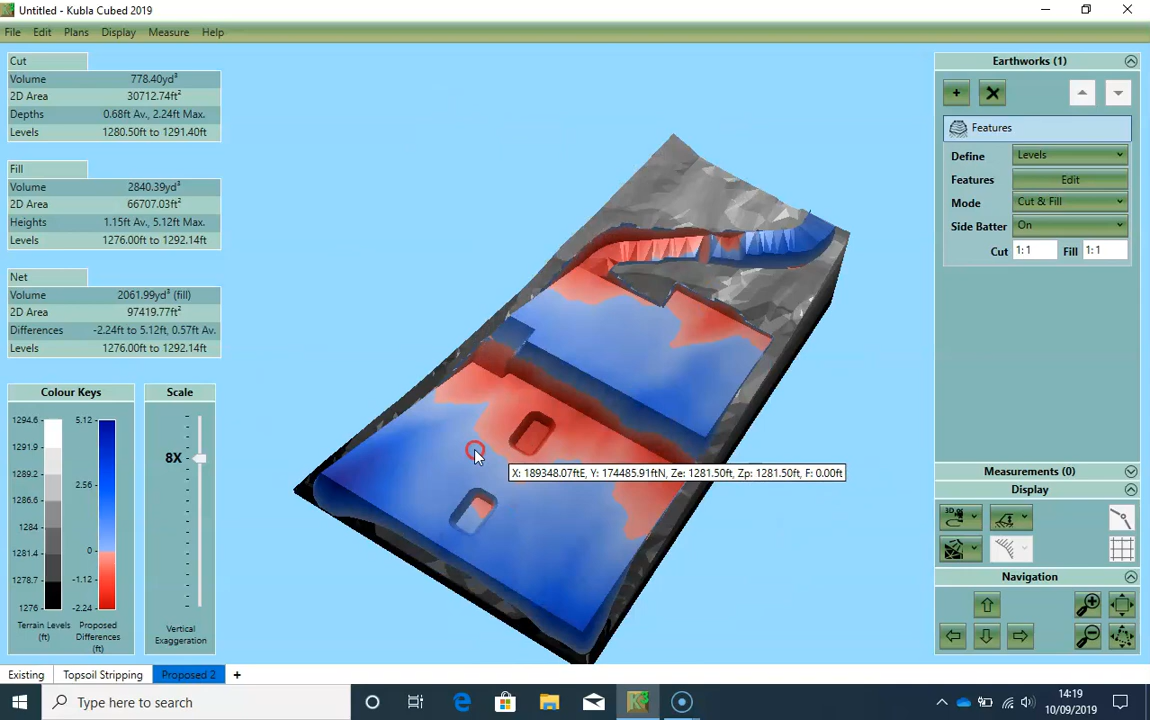 Untitled - Kubla Cubed 2019
File Edit Plans Display Measure Help
Cut
Volume 778.40yd³
2D Area 30712.74ft²
Depths 0.68ft Av., 2.24ft Max.
Levels 1280.50ft to 1291.40ft
Fill
Volume 2840.39yd³
2D Area 66707.03ft²
Heights 1.15ft Av., 5.12ft Max.
Levels 1276.00ft to 1292.14ft
Net
Volume 2061.99yd³ (fill)
2D Area 97419.77ft²
Differences -2.24ft to 5.12ft, 0.57ft Av.
Levels 1276.00ft to 1292.14ft
Colour Keys
1294.6
1291.9
1289.2
1286.6
1284
1281.4
1278.7
1276
5.12
2.56
0
-1.12
-2.24
Terrain Levels (ft)
Proposed Differences (ft)
Scale
8X
Vertical Exaggeration
X: 189348.07ftE, Y: 174485.91ftN, Ze: 1281.50ft, Zp: 1281.50ft, F: 0.00ft
Earthworks (1)
+
Features
Define Levels
Features Edit
Mode Cut & Fill
Side Batter On
Cut 1: 1 Fill 1: 1
Measurements (0)
Display
3D
Navigation
Existing Topsoil Stripping Proposed 2 +
Type here to search
14:19
10/09/2019